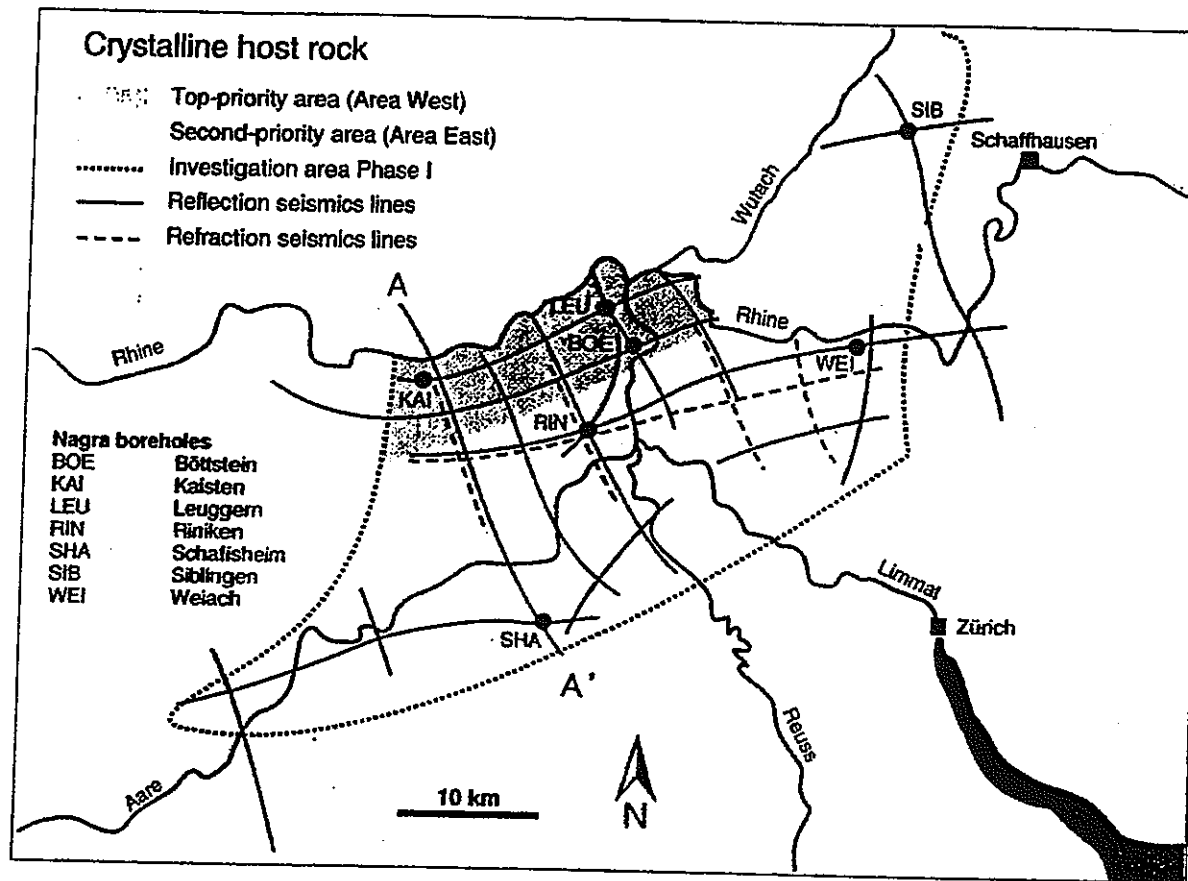 Crystalline host rock
Top-priority area (Area West)
Second-priority area (Area East)
Investigation area Phase I
Reflection seismics lines
Refraction seismics lines
SIB
Schaffhausen
Wutach
A
LEU
Rhine
BOE
Rhine
WEI
KAI
RIN
Nagra boreholes
BOE Böttstein
KAI Kaisten
LEU Leuggern
RIN Riniken
SHA Schafisheim
SIB Siblingen
WEI Weiach
Limmat
Zürich
SHA
A'
Reuss
Aare
10 km
N